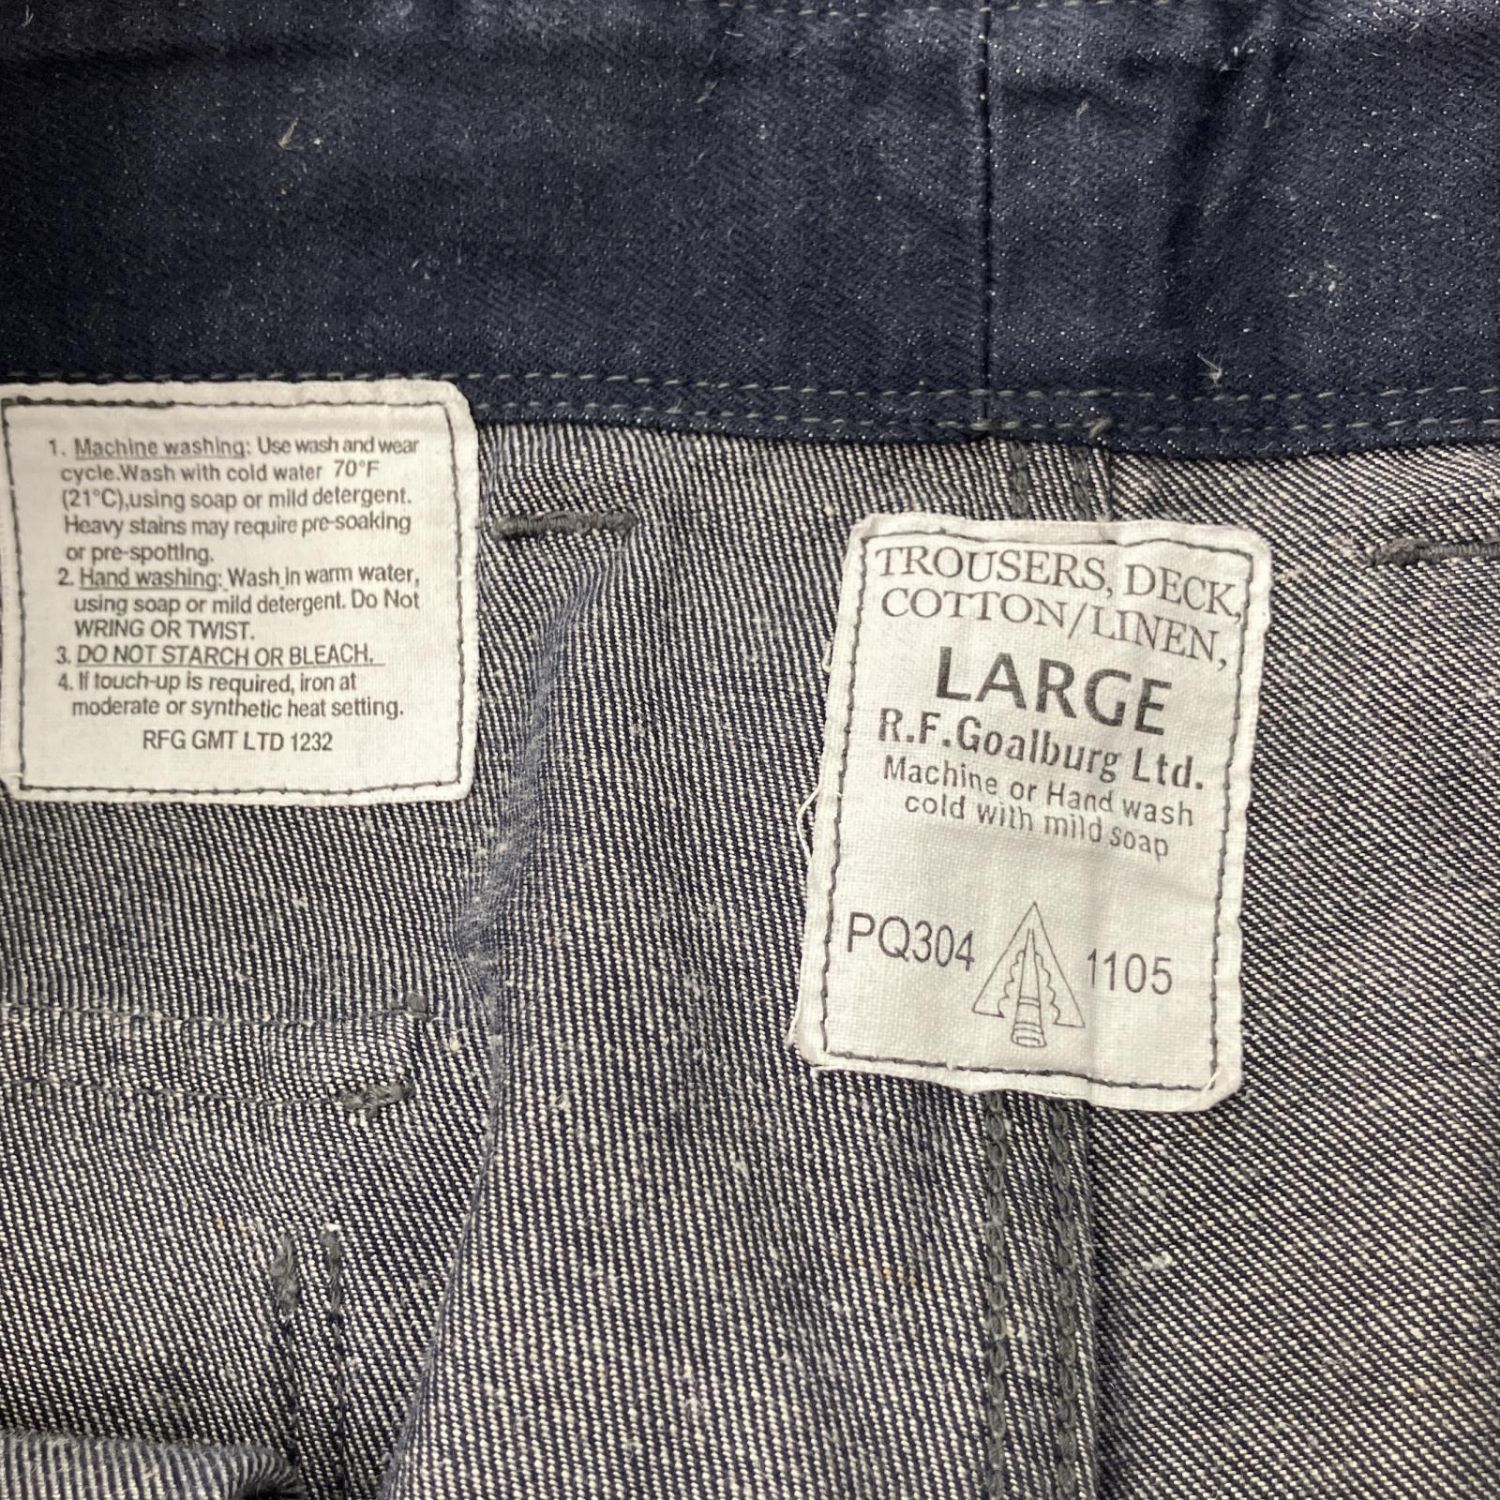 1. Machine washing: Use wash and wear
cycle.Wash with cold water 70°F
(21°C),using soap or mild detergent.
Heavy stains may require pre-soaking
or pre-spotting.
2. Hand washing: Wash in warm water,
using soap or mild detergent. Do Not
WRING OR TWIST.
3. DO NOT STARCH OR BLEACH.
4. If touch-up is required, iron at
moderate or synthetic heat setting.
RFG GMT LTD 1232
TROUSERS, DECK,
COTTON/LINEN,
LARGE
R.F.Goalburg Ltd.
Machine or Hand wash
cold with mild soap
PQ304 1105